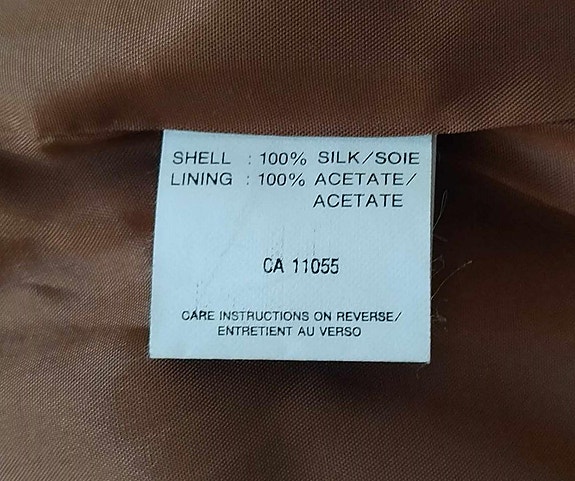 SHELL : 100% SILK/SOIE
LINING : 100% ACETATE/
ACETATE
CA 11055
CARE INSTRUCTIONS ON REVERSE/
ENTRETIENT AU VERSO